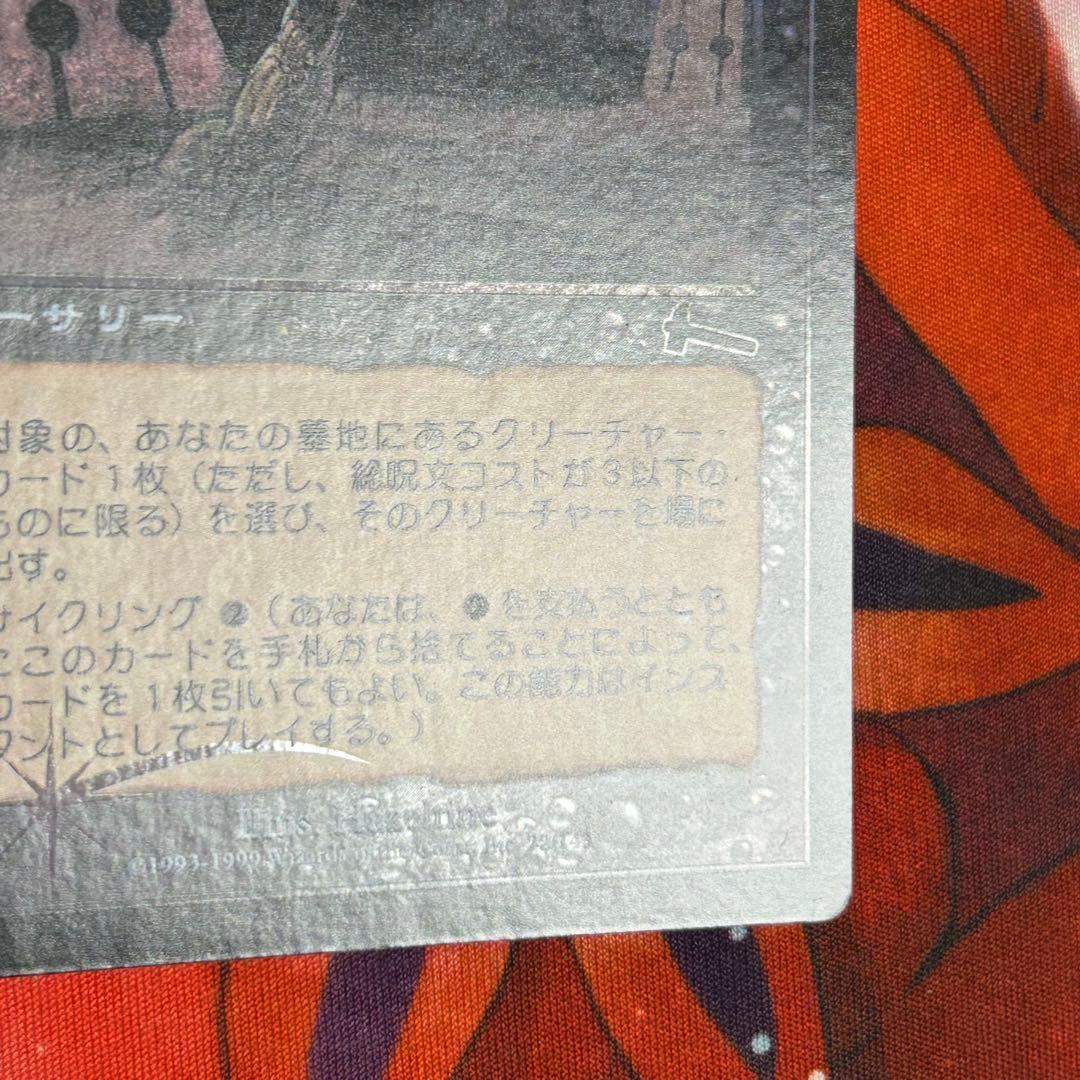 ーサリー
対象の、あなたの墓地にあるクリーチャー・
カード1枚（ただし、総呪文コストが3以下の
ものに限る）を選び、そのクリーチャーを場に
出す。
サイクリング②（あなたは、②を支払うととも
にこのカードを手札から捨てることによって、
カードを1枚引いてもよい。この能力はインス
タントとしてプレイする。）
©1993-1999 Wizards of the Coast, Inc.